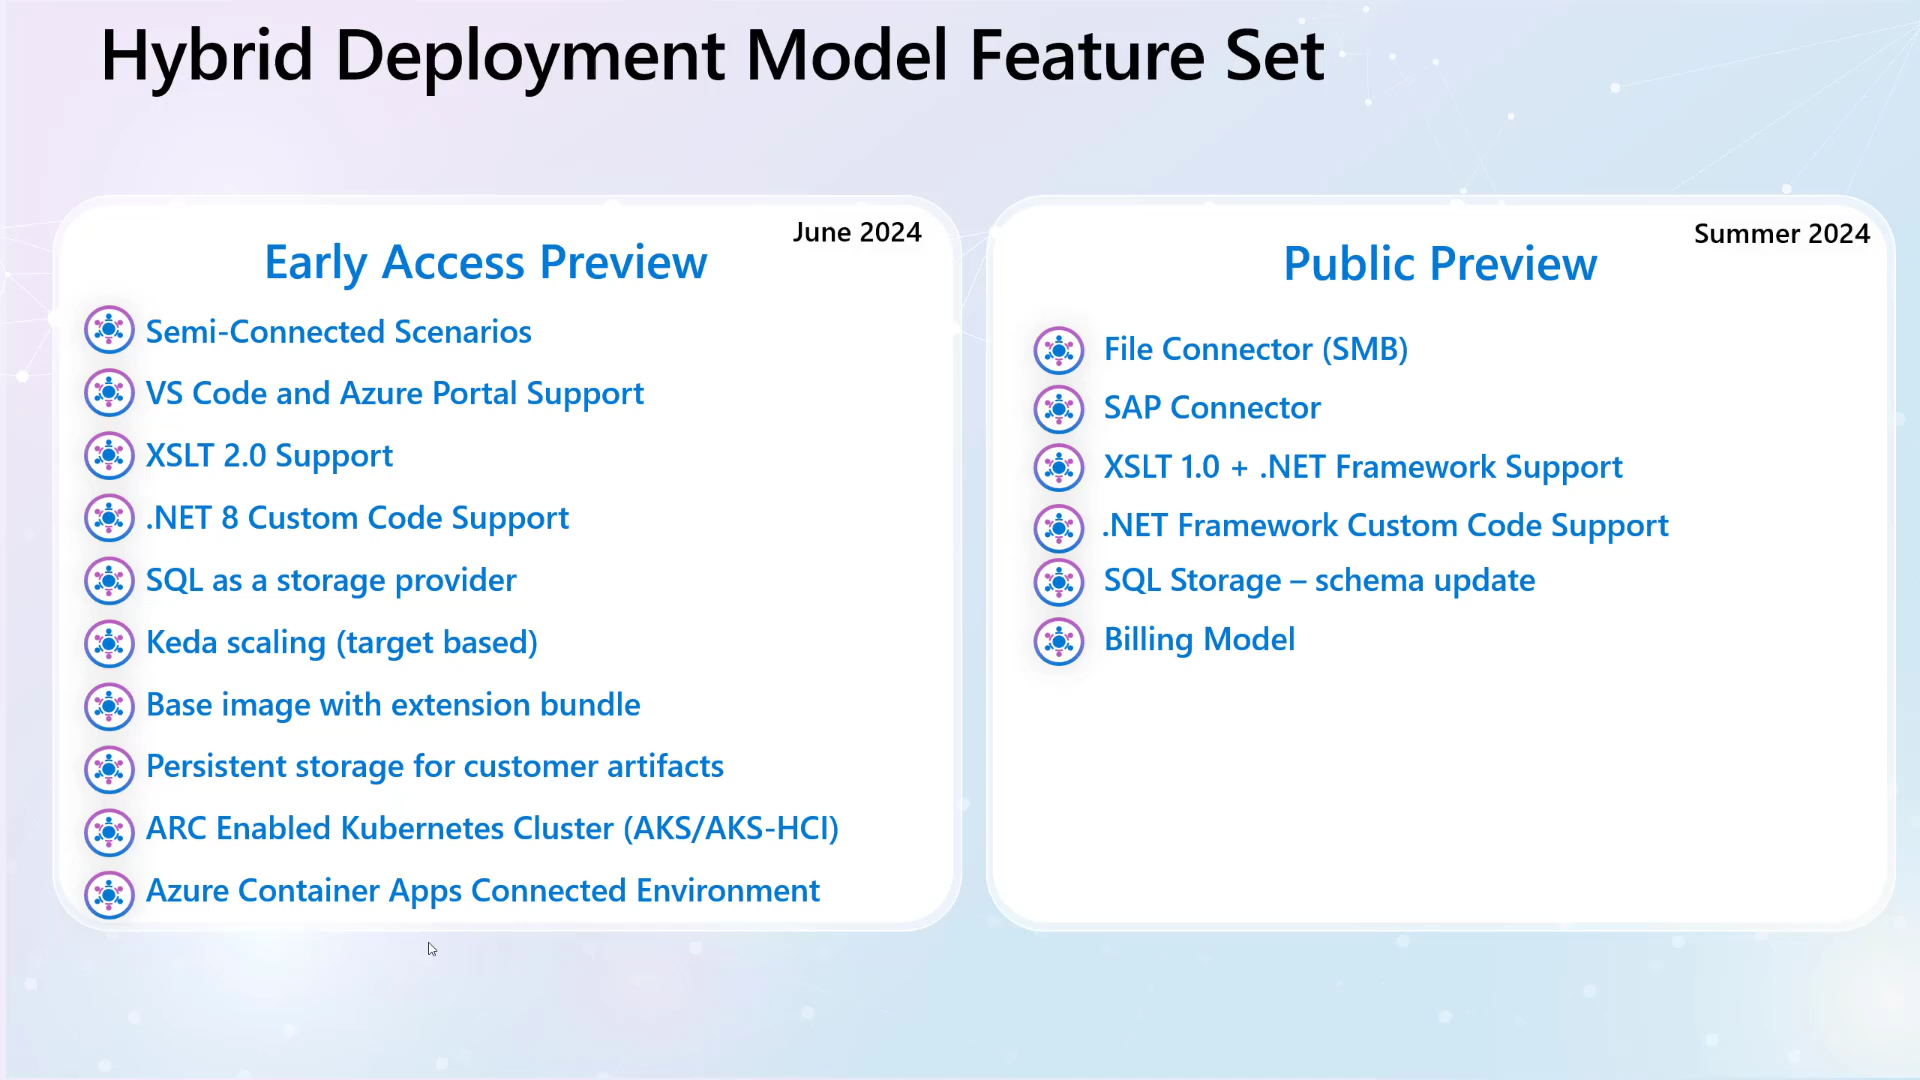 Hybrid Deployment Model Feature Set
June 2024
Early Access Preview
Semi-Connected Scenarios
VS Code and Azure Portal Support
XSLT 2.0 Support
.NET 8 Custom Code Support
SQL as a storage provider
Keda scaling (target based)
Base image with extension bundle
Persistent storage for customer artifacts
ARC Enabled Kubernetes Cluster (AKS/AKS-HCI)
Azure Container Apps Connected Environment
Summer 2024
Public Preview
File Connector (SMB)
SAP Connector
XSLT 1.0 + .NET Framework Support
.NET Framework Custom Code Support
SQL Storage – schema update
Billing Model